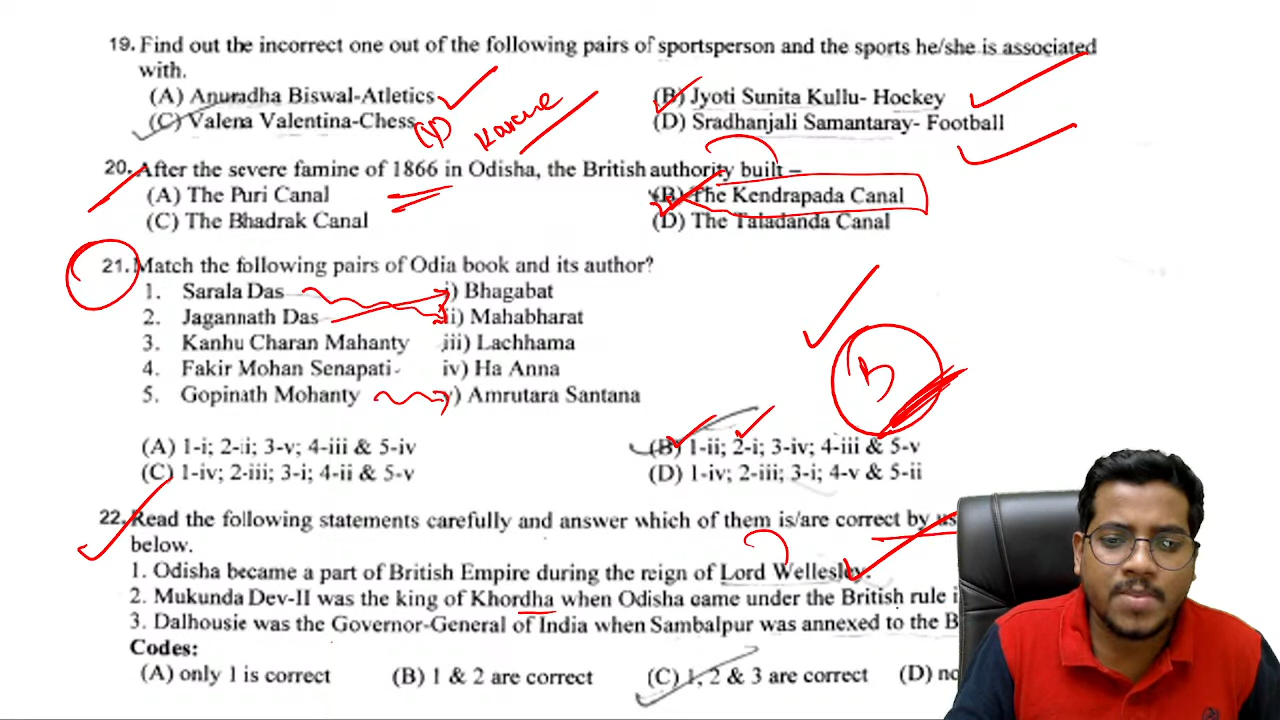 19. Find out the incorrect one out of the following pairs of sportsperson and the sports he/she is associated
with.
(A) Anuradha Biswal-Atletics
(B) Jyoti Sunita Kullu- Hockey
(C) Valena Valentina-Chess
(D) Sradhanjali Samantaray- Football
20. After the severe famine of 1866 in Odisha, the British authority built –
(A) The Puri Canal
(B) The Kendrapada Canal
(C) The Bhadrak Canal
(D) The Taladanda Canal
21. Match the following pairs of Odia book and its author?
1. Sarala Das i) Bhagabat
2. Jagannath Das ii) Mahabharat
3. Kanhu Charan Mahanty iii) Lachhama
4. Fakir Mohan Senapati iv) Ha Anna
5. Gopinath Mohanty v) Amrutara Santana
B
(A) 1-i; 2-ii; 3-v; 4-iii & 5-iv
(B) 1-ii; 2-i; 3-iv; 4-iii & 5-v
(C) 1-iv; 2-iii; 3-i; 4-ii & 5-v
(D) 1-iv; 2-iii; 3-i; 4-v & 5-ii
22. Read the following statements carefully and answer which of them is/are correct by us
below.
1. Odisha became a part of British Empire during the reign of Lord Wellesley.
2. Mukunda Dev-II was the king of Khordha when Odisha came under the British rule i
3. Dalhousie was the Governor-General of India when Sambalpur was annexed to the B
Codes:
(A) only 1 is correct (B) 1 & 2 are correct (C) 1, 2 & 3 are correct (D) no